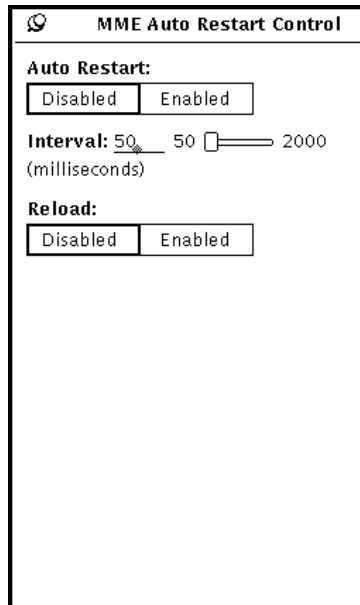 MME Auto Restart Control
Auto Restart:
Disabled Enabled
Interval: 50 50 2000
(milliseconds)
Reload:
Disabled Enabled